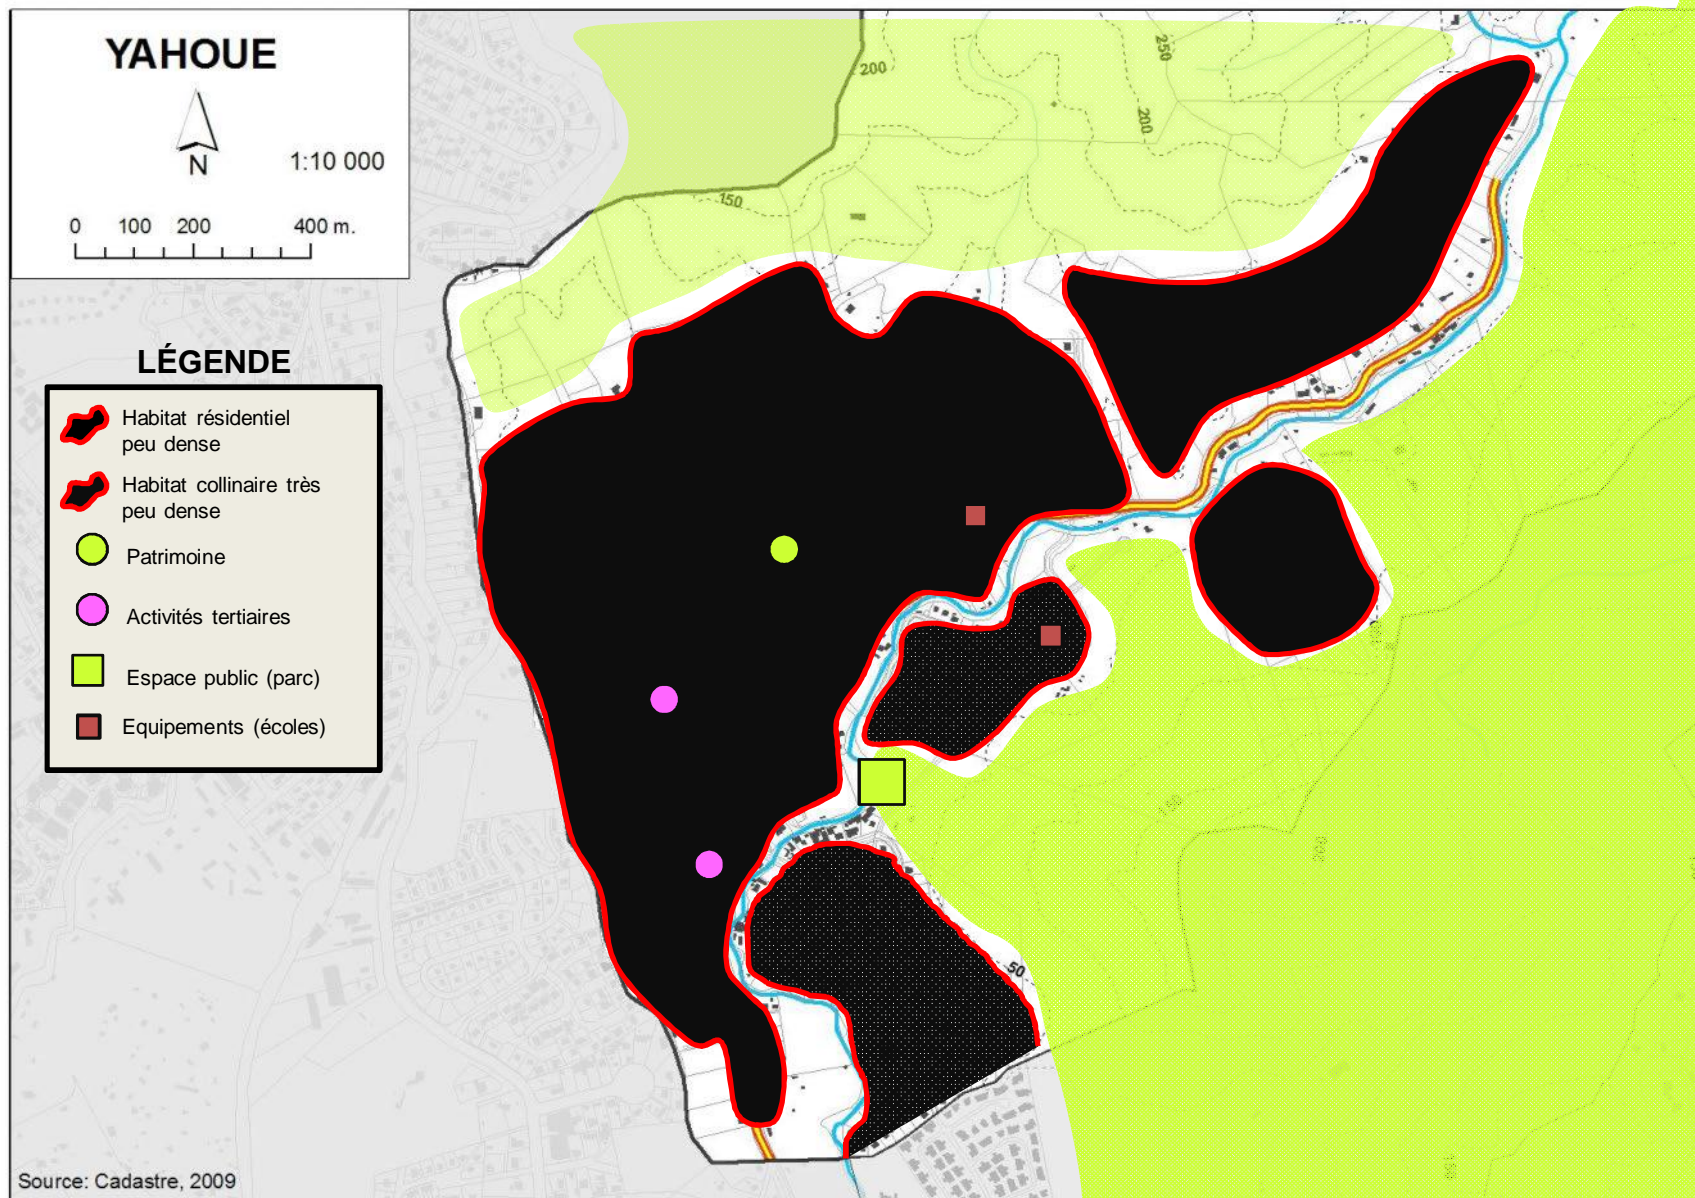 YAHOUE
N
1:10 000
0 100 200 400 m.
LÉGENDE
Habitat résidentiel
peu dense
Habitat collinaire très
peu dense
Patrimoine
Activités tertiaires
Espace public (parc)
Equipements (écoles)
200
250
200
150
50
Source: Cadastre, 2009